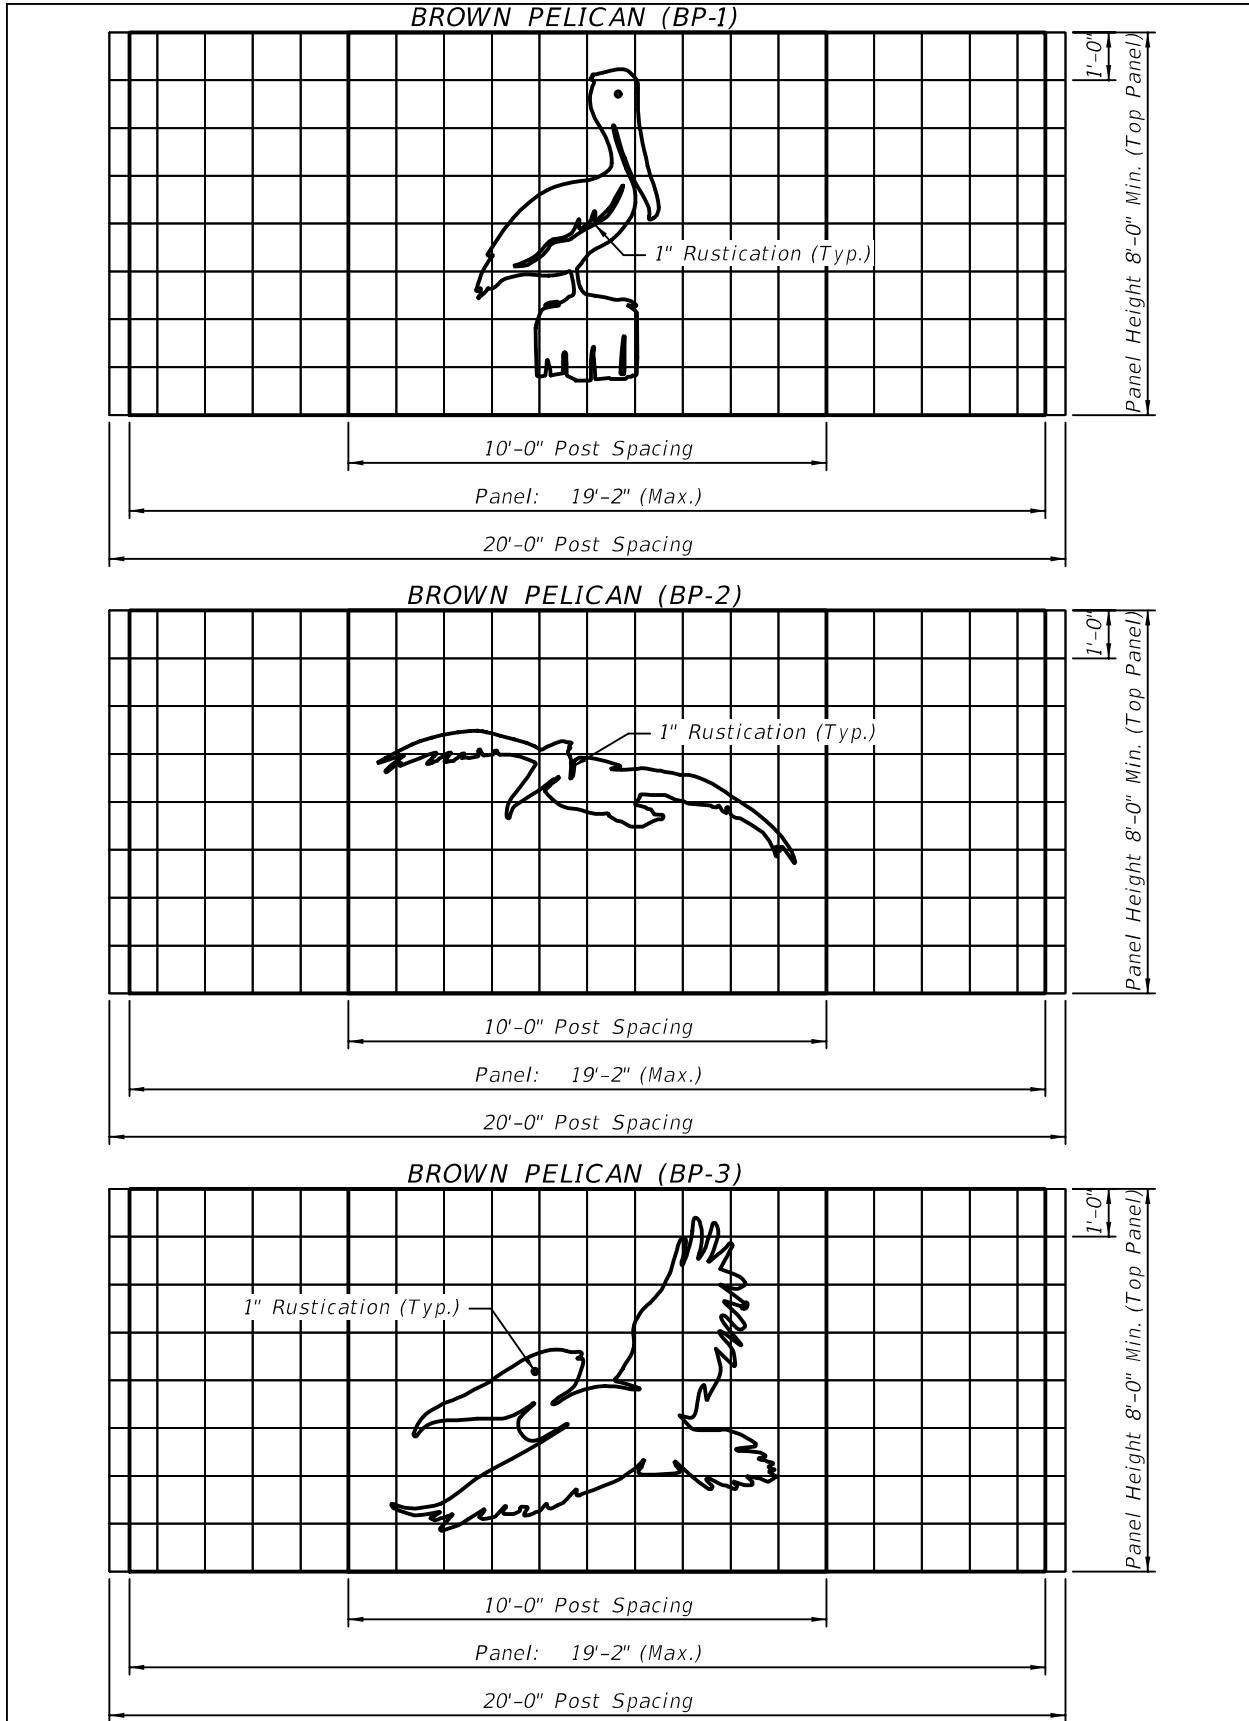 BROWN PELICAN (BP-1)
1'-0"
Panel Height 8'-0" Min. (Top Panel)
1" Rustication (Typ.)
10'-0" Post Spacing
Panel: 19'-2" (Max.)
20'-0" Post Spacing
BROWN PELICAN (BP-2)
1'-0"
Panel Height 8'-0" Min. (Top Panel)
1" Rustication (Typ.)
10'-0" Post Spacing
Panel: 19'-2" (Max.)
20'-0" Post Spacing
BROWN PELICAN (BP-3)
1'-0"
Panel Height 8'-0" Min. (Top Panel)
1" Rustication (Typ.)
10'-0" Post Spacing
Panel: 19'-2" (Max.)
20'-0" Post Spacing